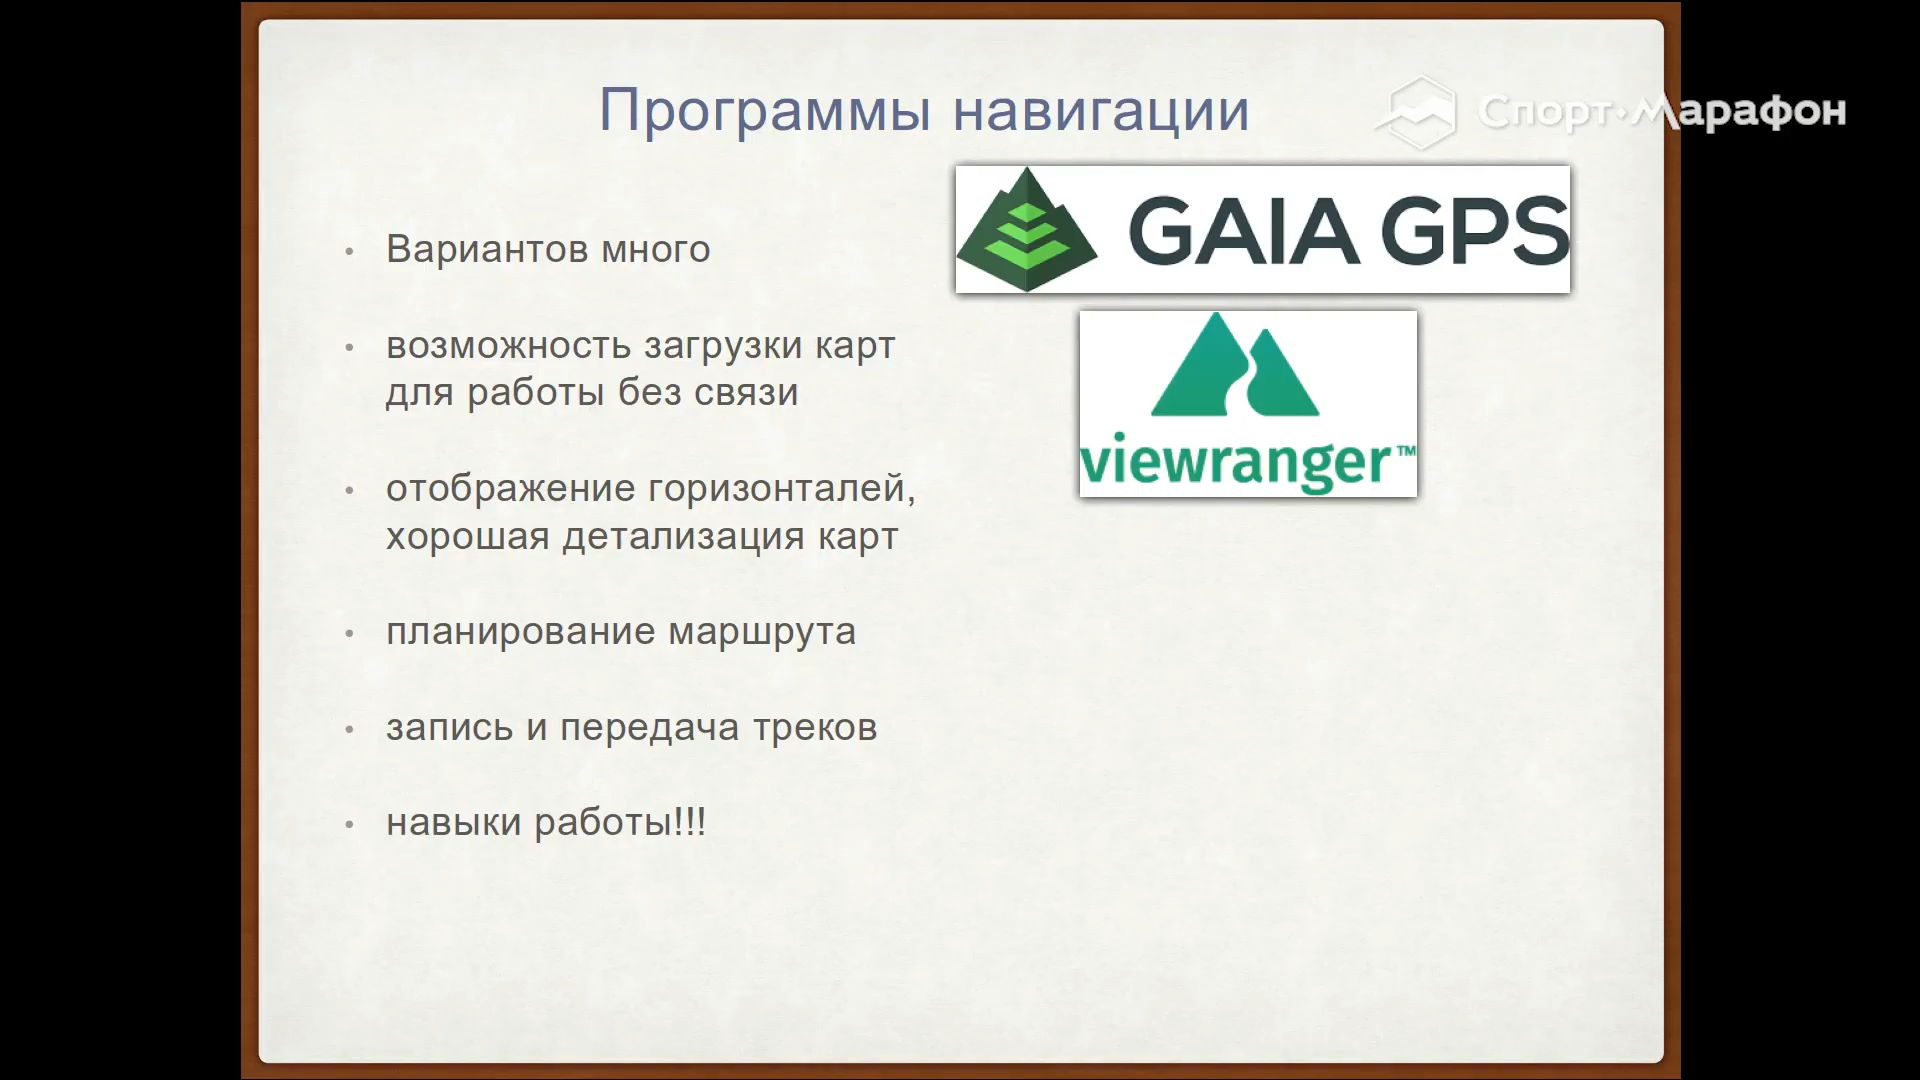 Программы навигации
Спорт·Марафон
GAIA GPS
viewranger™
• Вариантов много
• возможность загрузки карт
для работы без связи
• отображение горизонталей,
хорошая детализация карт
• планирование маршрута
• запись и передача треков
• навыки работы!!!